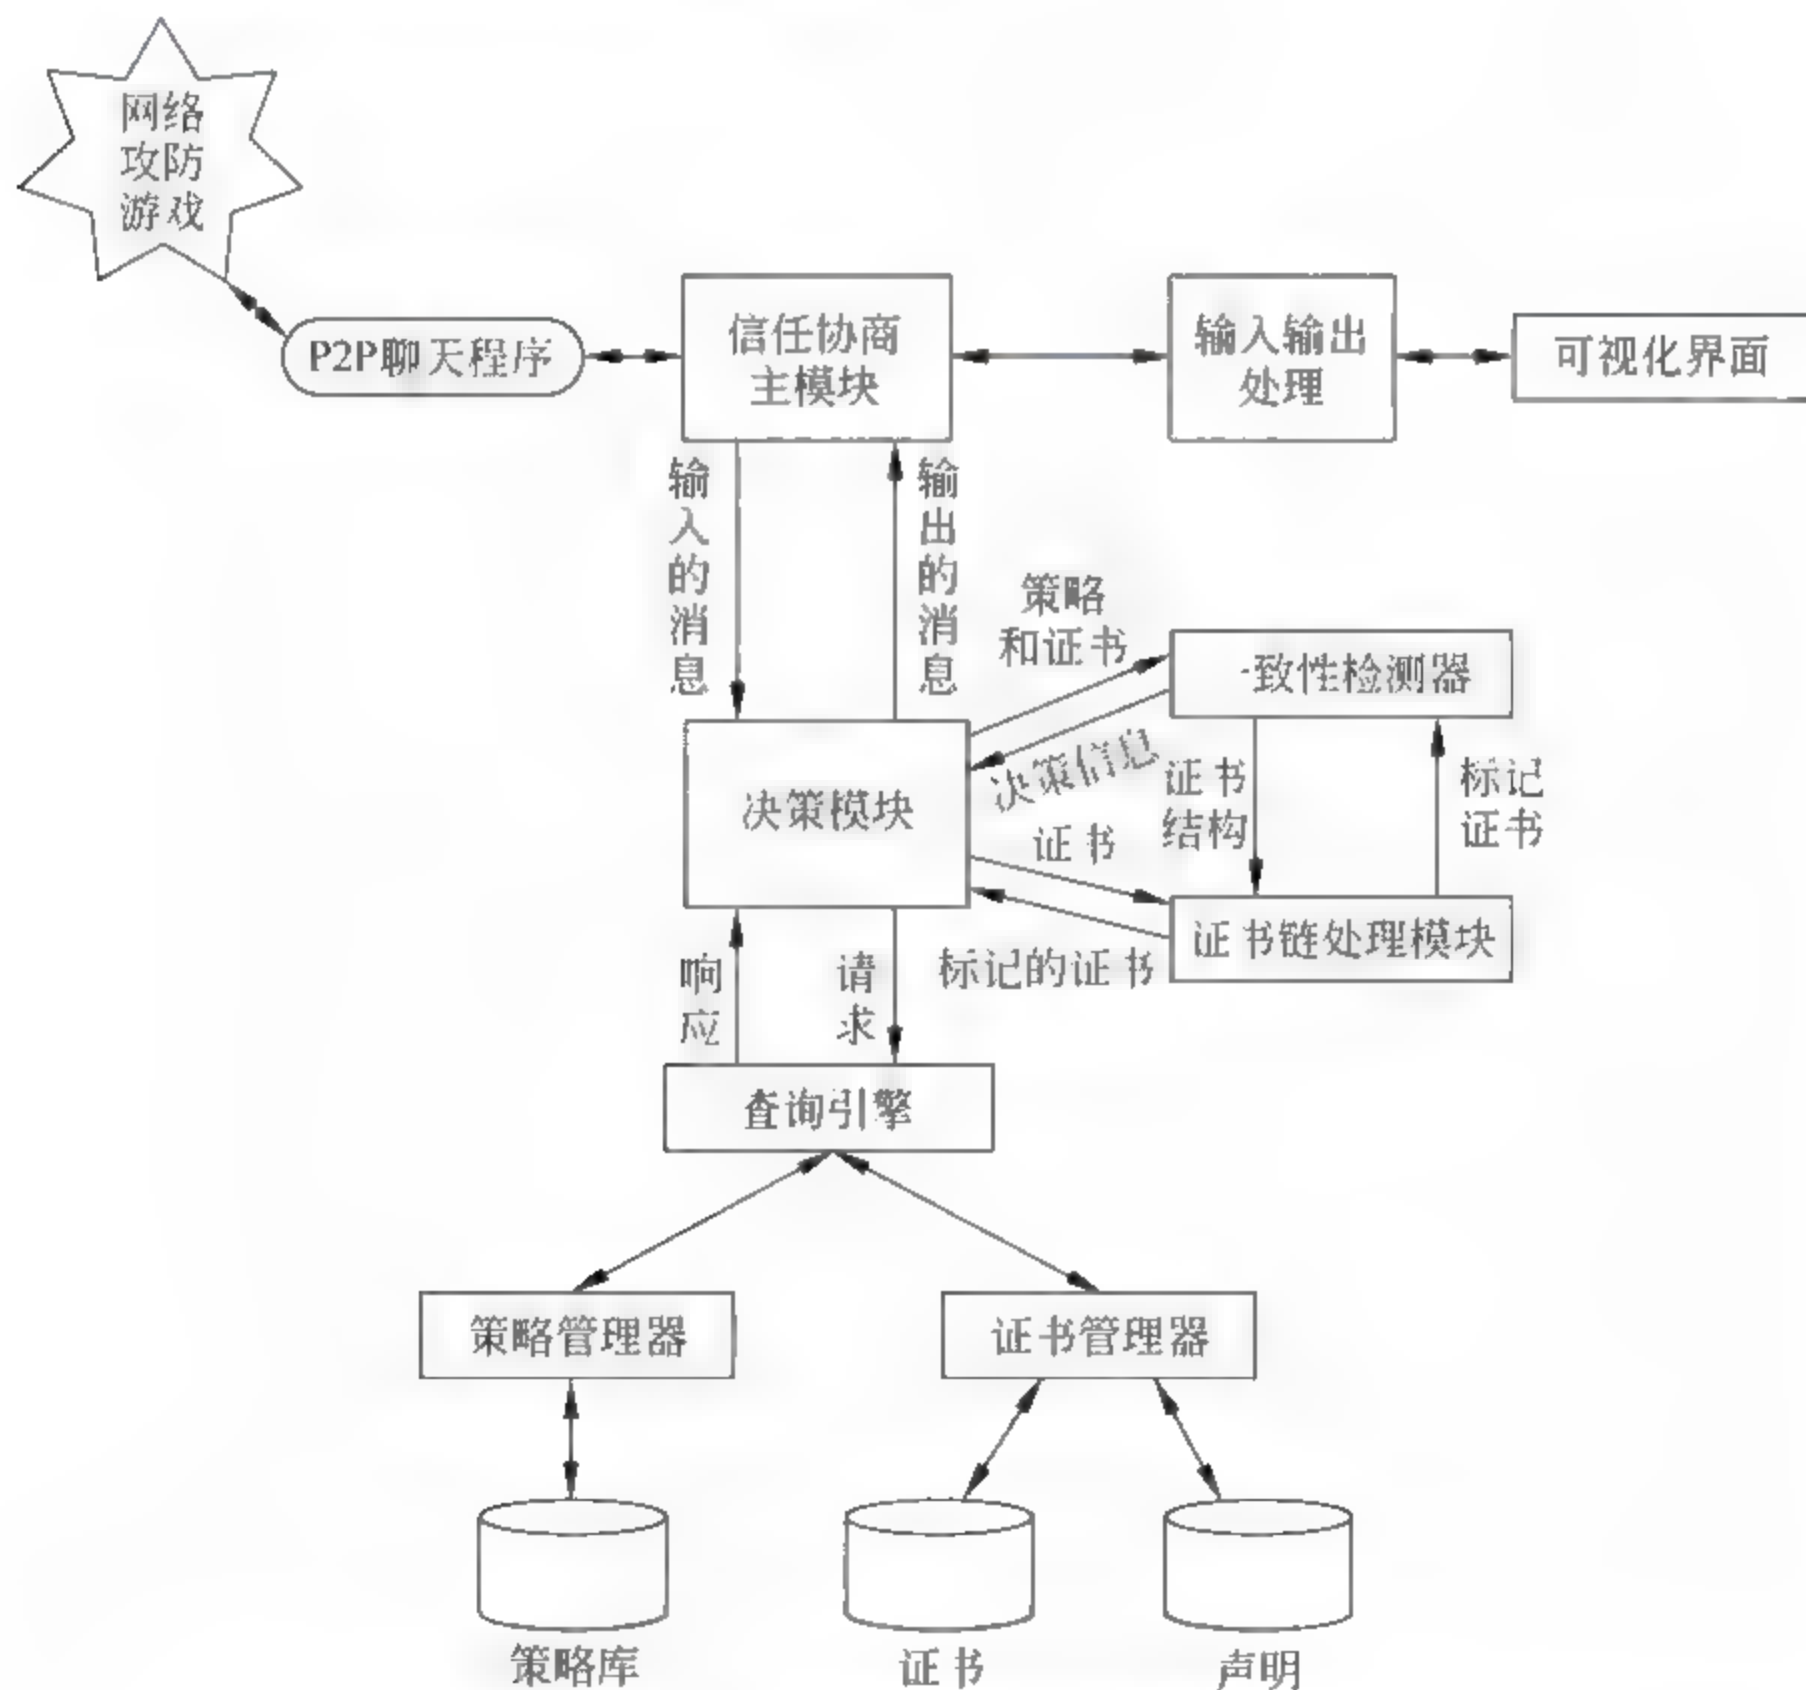 网络
攻防
游戏
P2P聊天程序
信任协商
主模块
输入输出
处理
可视化界面
输入的消息
输出的消息
策略
和证书
一致性检测器
决策信息
证书
结构
标记
证书
决策模块
证书
标记的证书
证书链处理模块
响应
请求
查询引擎
策略管理器
证书管理器
策略库
证书
声明